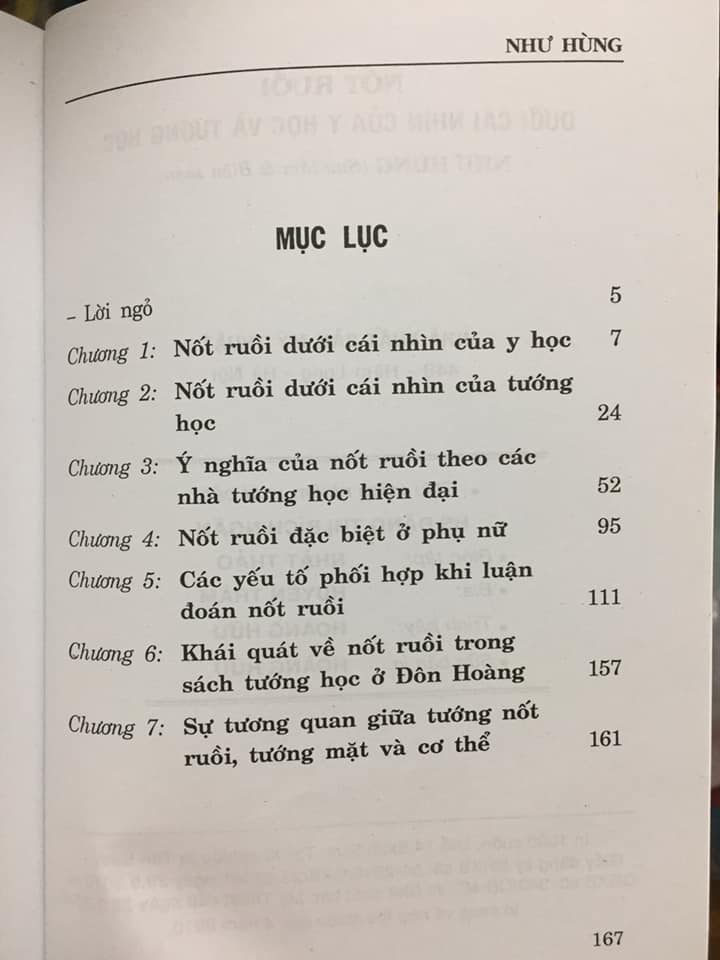 NHƯ HÙNG
MỤC LỤC
– Lời ngỏ 5
Chương 1: Nốt ruồi dưới cái nhìn của y học 7
Chương 2: Nốt ruồi dưới cái nhìn của tướng
học 24
Chương 3: Ý nghĩa của nốt ruồi theo các
nhà tướng học hiện đại 52
Chương 4: Nốt ruồi đặc biệt ở phụ nữ 95
Chương 5: Các yếu tố phối hợp khi luận
đoán nốt ruồi 111
Chương 6: Khái quát về nốt ruồi trong
sách tướng học ở Đôn Hoàng 157
Chương 7: Sự tương quan giữa tướng nốt
ruồi, tướng mặt và cơ thể 161
167